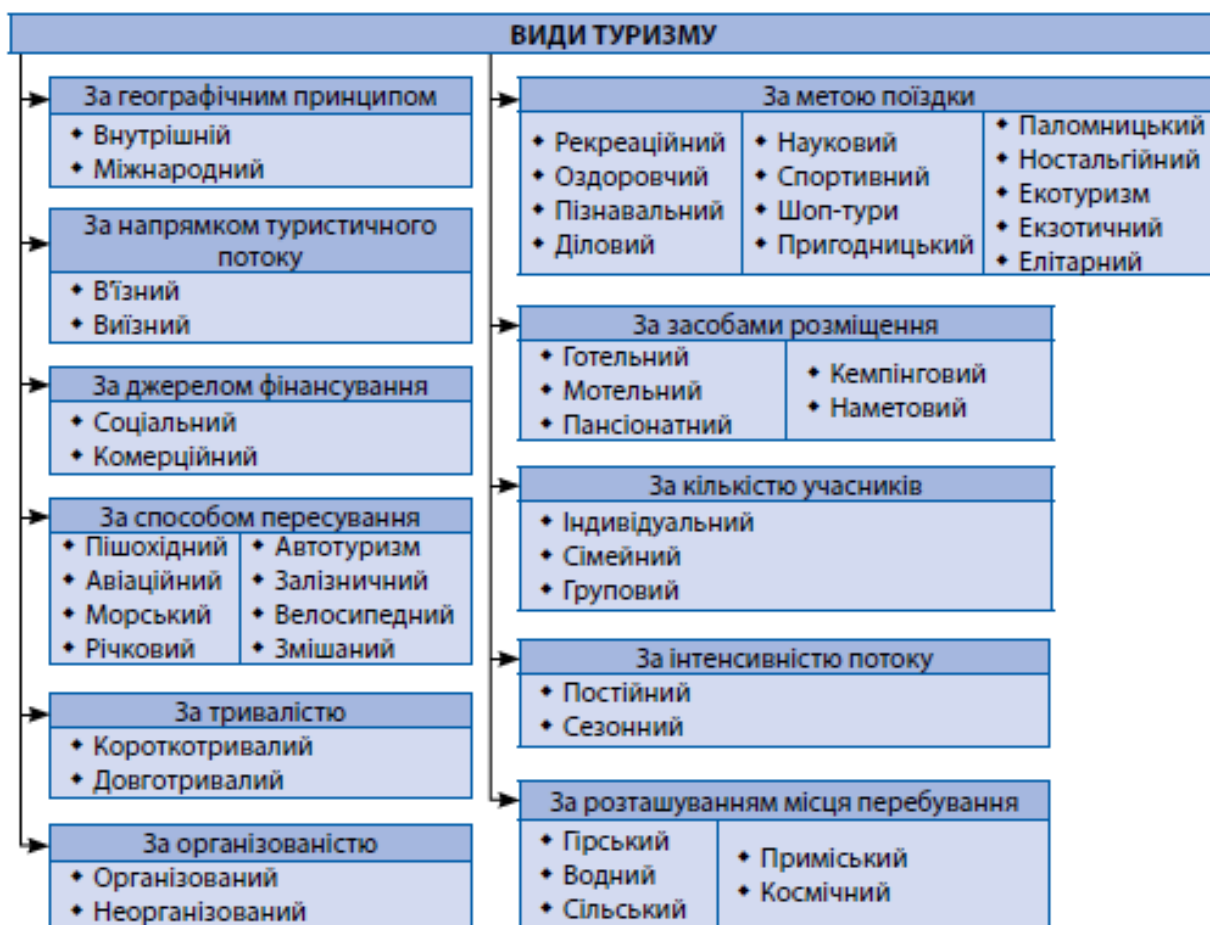 ВИДИ ТУРИЗМУ
За географічним принципом
◆ Внутрішній
◆ Міжнародний
За напрямком туристичного
потоку
◆ В'їзний
◆ Виїзний
За джерелом фінансування
◆ Соціальний
◆ Комерційний
За способом пересування
◆ Пішохідний
◆ Авіаційний
◆ Морський
◆ Річковий
◆ Автотуризм
◆ Залізничний
◆ Велосипедний
◆ Змішаний
За тривалістю
◆ Короткотривалий
◆ Довготривалий
За організованістю
◆ Організований
◆ Неорганізований
За метою поїздки
◆ Рекреаційний
◆ Оздоровчий
◆ Пізнавальний
◆ Діловий
◆ Науковий
◆ Спортивний
◆ Шоп-тури
◆ Пригодницький
◆ Паломницький
◆ Ностальгійний
◆ Екотуризм
◆ Екзотичний
◆ Елітарний
За засобами розміщення
◆ Готельний
◆ Мотельний
◆ Пансіонатний
◆ Кемпінговий
◆ Наметовий
За кількістю учасників
◆ Індивідуальний
◆ Сімейний
◆ Груповий
За інтенсивністю потоку
◆ Постійний
◆ Сезонний
За розташуванням місця перебування
◆ Гірський
◆ Водний
◆ Сільський
◆ Приміський
◆ Космічний